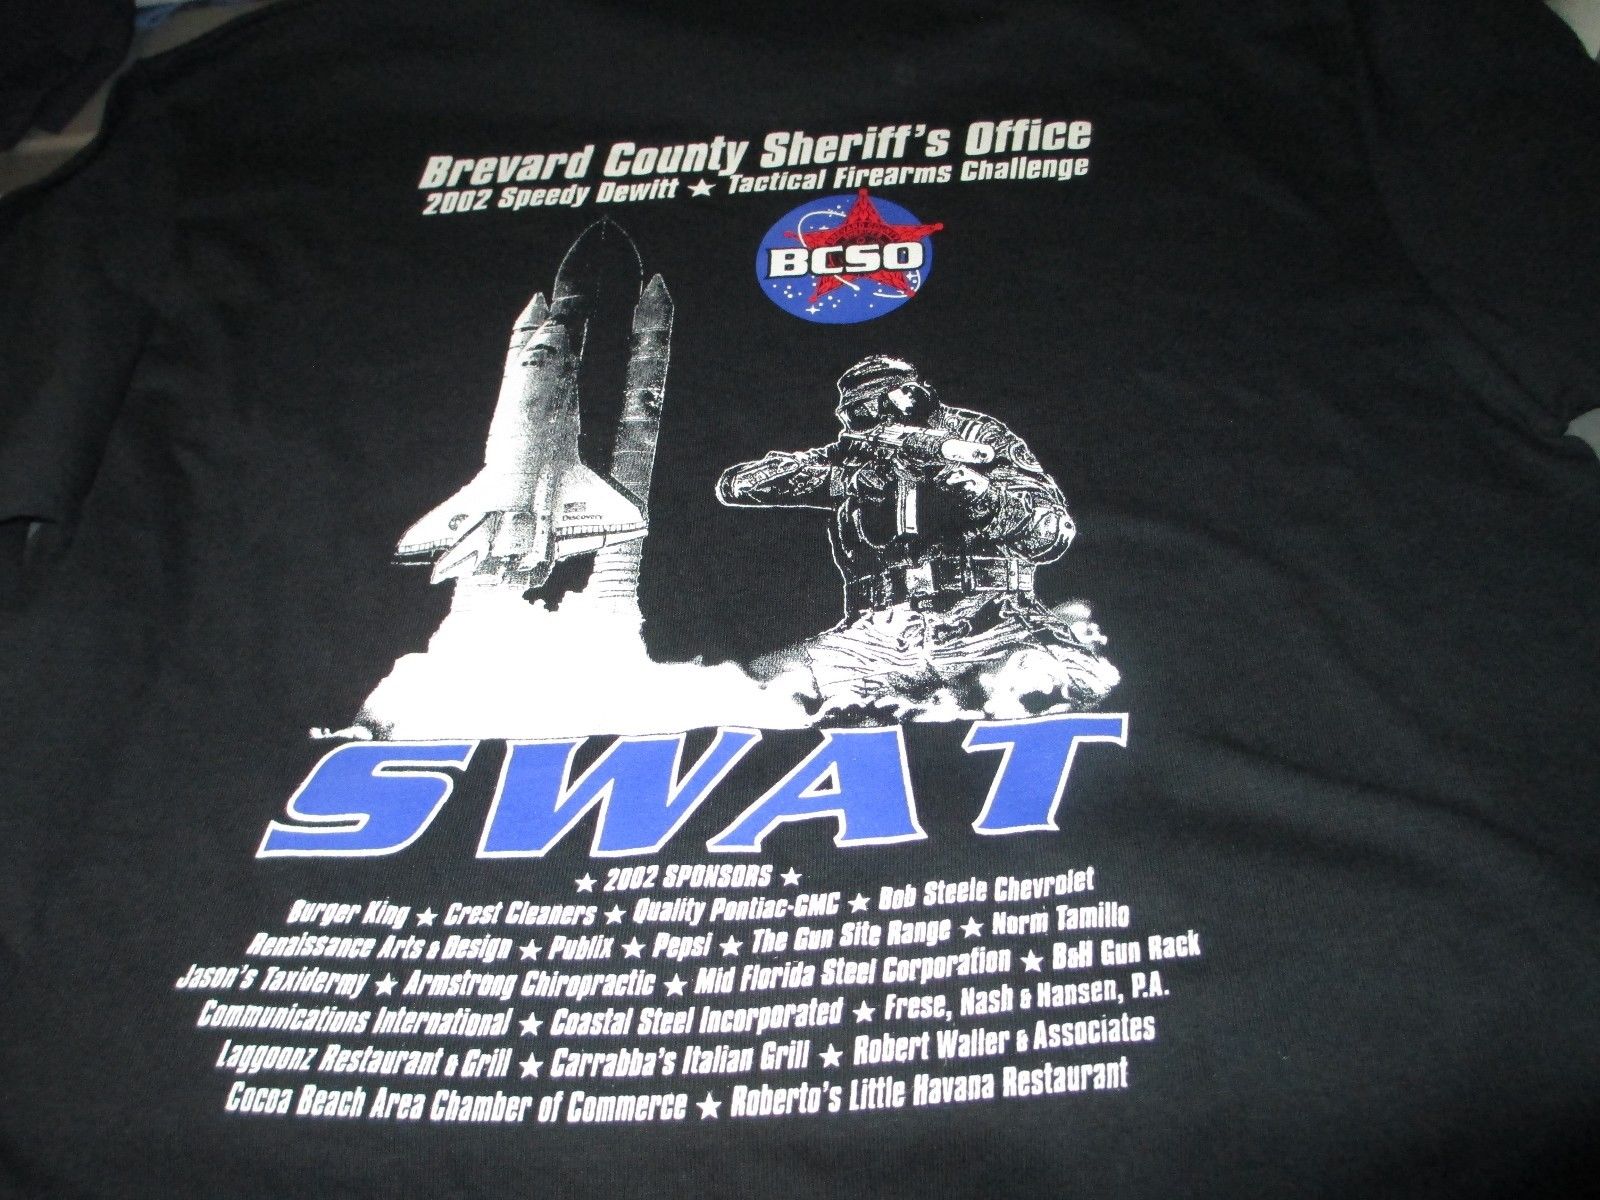 Brevard County Sheriff's Office
2002 Speedy Dewitt ★ Tactical Firearms Challenge
BCSO
Discovery
SWAT
★ 2002 SPONSORS ★
Burger King ★ Crest Cleaners ★ Quality Pontiac-GMC ★ Bob Steele Chevrolet
Renaissance Arts & Design ★ Publix ★ Pepsi ★ The Gun Site Range ★ Norm Tamillo
Jason's Taxidermy ★ Armstrong Chiropractic ★ Mid Florida Steel Corporation ★ B&H Gun Rack
Communications International ★ Coastal Steel Incorporated ★ Frese, Nash & Hansen, P.A.
Laggoonz Restaurant & Grill ★ Carrabba's Italian Grill ★ Robert Waller & Associates
Cocoa Beach Area Chamber of Commerce ★ Roberto's Little Havana Restaurant